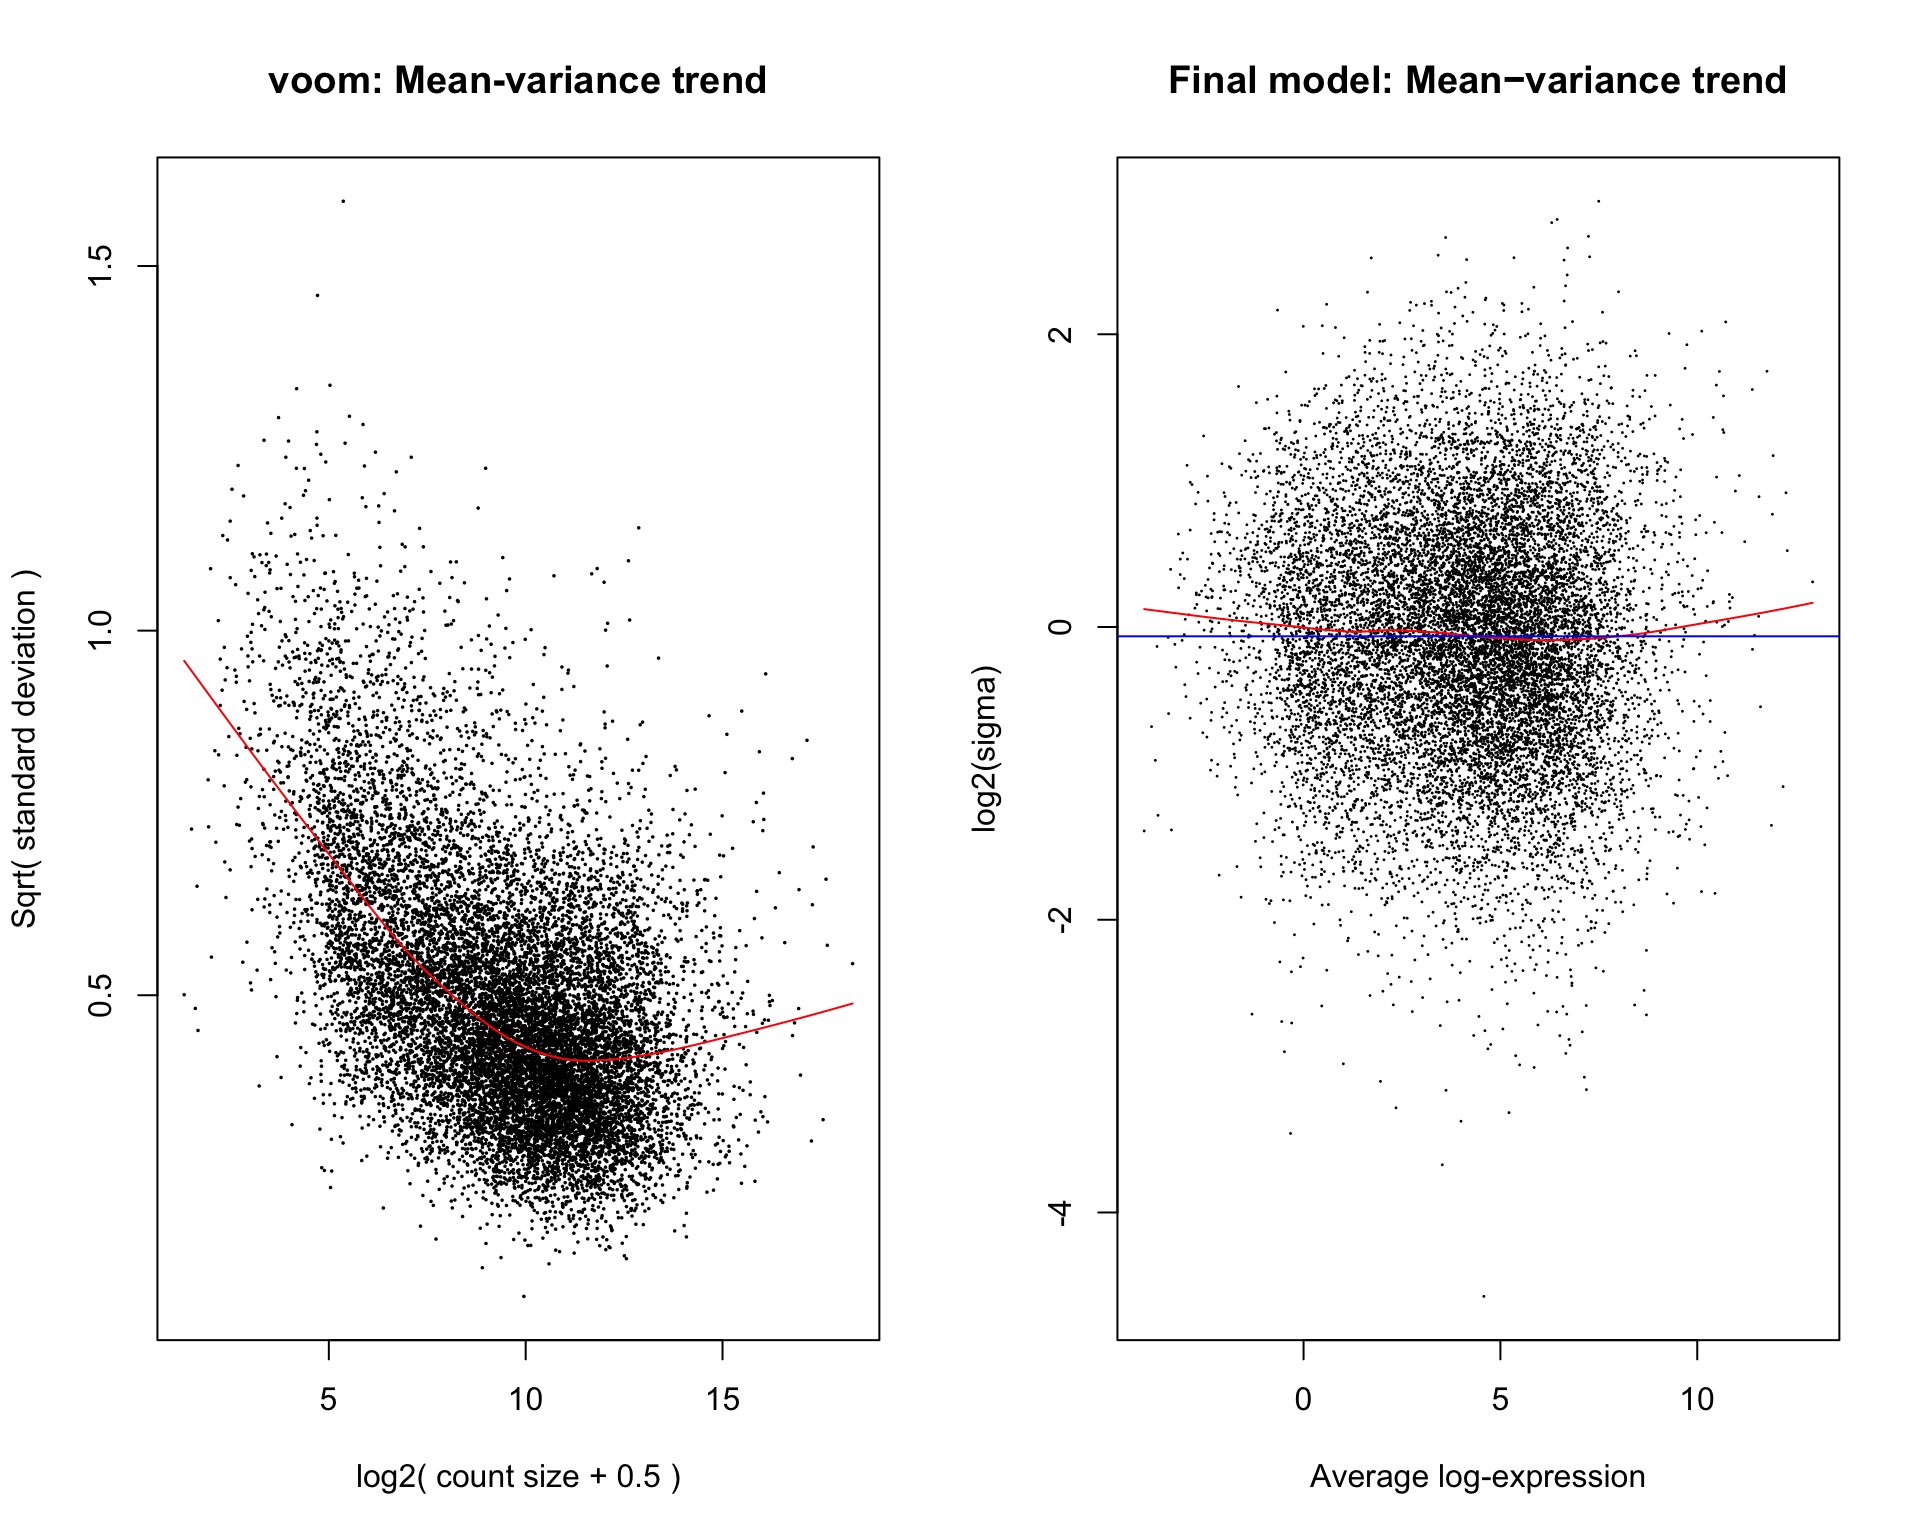 voom: Mean-variance trend
Sqrt( standard deviation )
1.5
1.0
0.5
5 10 15
log2( count size + 0.5 )
Final model: Mean−variance trend
log2(sigma)
2
0
-2
-4
0 5 10
Average log-expression